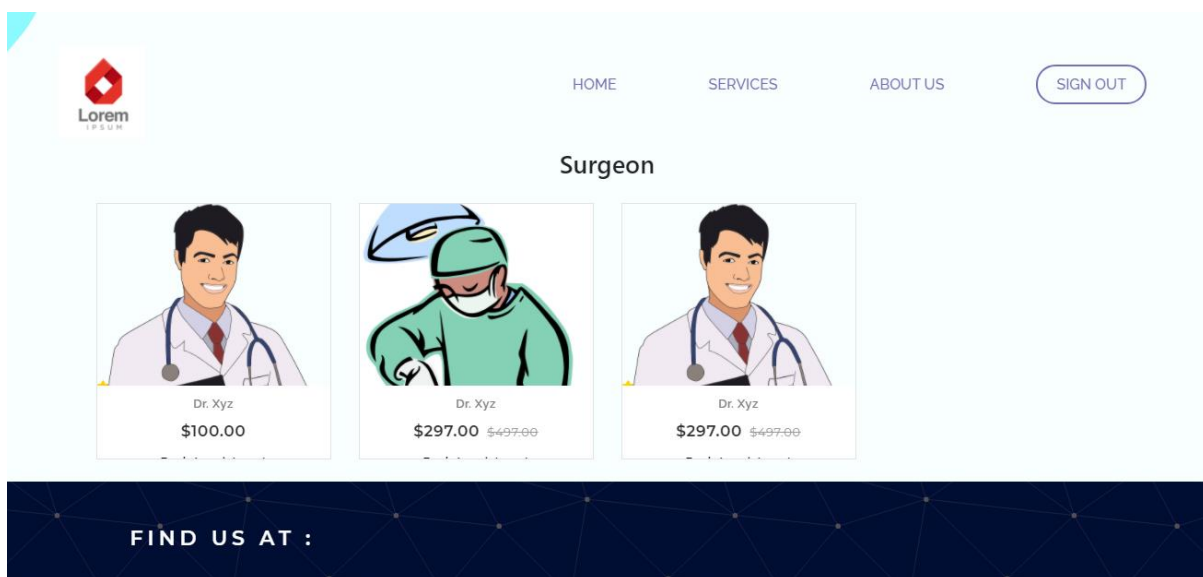 HOME SERVICES ABOUT US SIGN OUT
Lorem
IPSUM
Surgeon
Dr. Xyz Dr. Xyz Dr. Xyz
$100.00 $297.00 $497.00 $297.00 $497.00
FIND US AT :